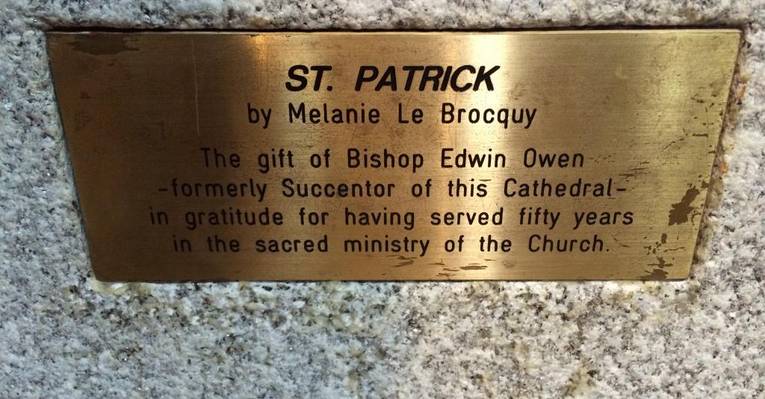 ST. PATRICK
by Melanie Le Brocquy
The gift of Bishop Edwin Owen
-formerly Succentor of this Cathedral-
in gratitude for having served fifty years
in the sacred ministry of the Church.